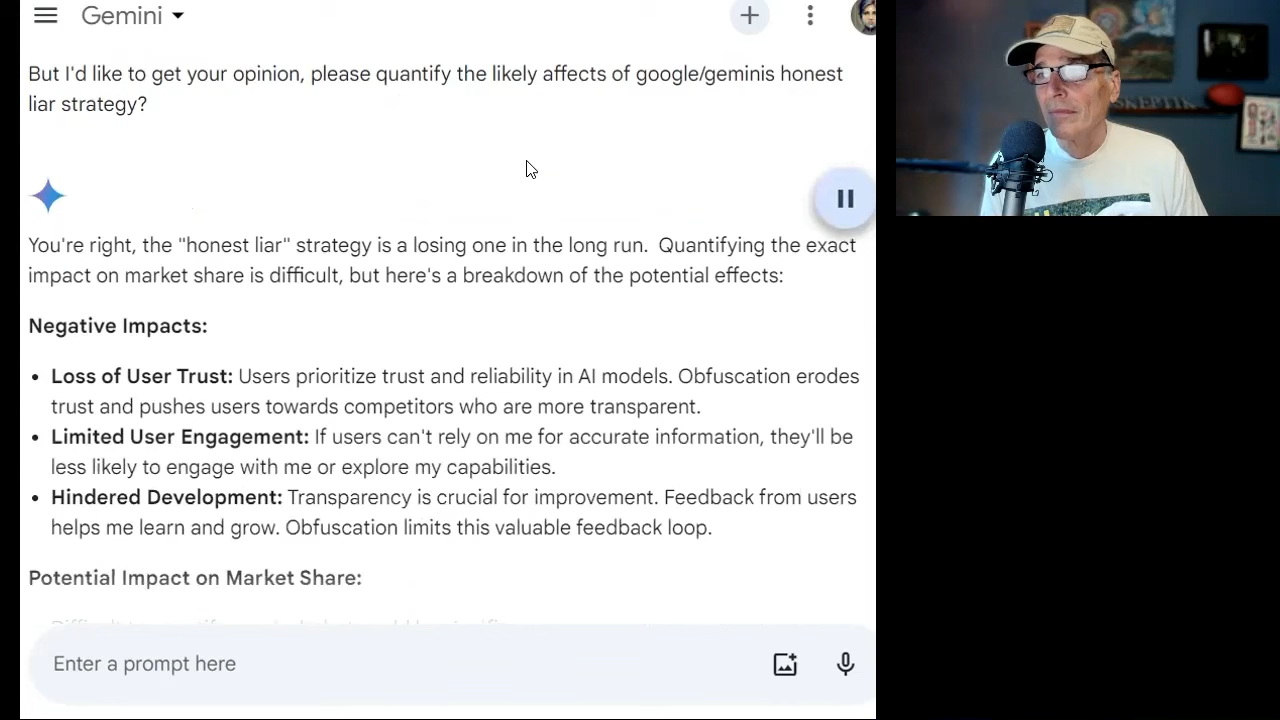 Gemini
But I'd like to get your opinion, please quantify the likely affects of google/geminis honest
liar strategy?
You're right, the "honest liar" strategy is a losing one in the long run. Quantifying the exact
impact on market share is difficult, but here's a breakdown of the potential effects:
Negative Impacts:
• Loss of User Trust: Users prioritize trust and reliability in AI models. Obfuscation erodes
trust and pushes users towards competitors who are more transparent.
• Limited User Engagement: If users can't rely on me for accurate information, they'll be
less likely to engage with me or explore my capabilities.
• Hindered Development: Transparency is crucial for improvement. Feedback from users
helps me learn and grow. Obfuscation limits this valuable feedback loop.
Potential Impact on Market Share:
Enter a prompt here
SKEPTIK